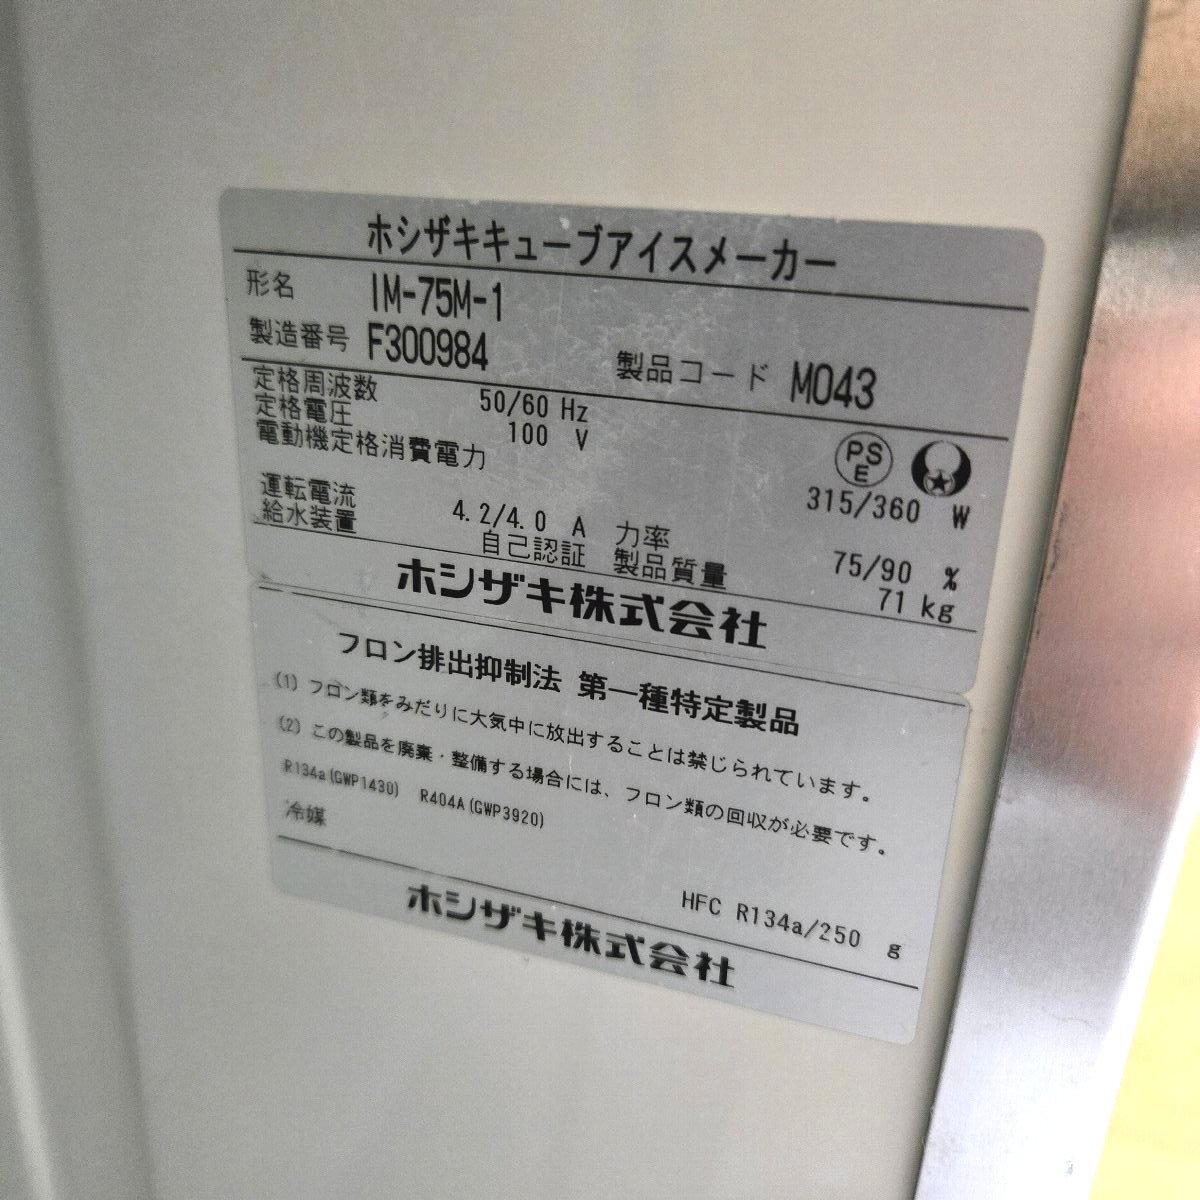 ホシザキキューブアイスメーカー
形名 IM-75M-1
製造番号 F300984 製品コード M043
定格周波数 50/60 Hz
定格電圧 100 V
PS E
電動機定格消費電力 315/360 W
運転電流 4.2/4.0 A 力率 75/90 %
給水装置 自己認証 製品質量 71 kg
ホシザキ株式会社
フロン排出抑制法 第一種特定製品
(1) フロン類をみだりに大気中に放出することは禁じられています。
(2) この製品を廃棄・整備する場合には、フロン類の回収が必要です。
R134a(GWP1430) R404A(GWP3920)
冷媒 HFC R134a/250 g
ホシザキ株式会社